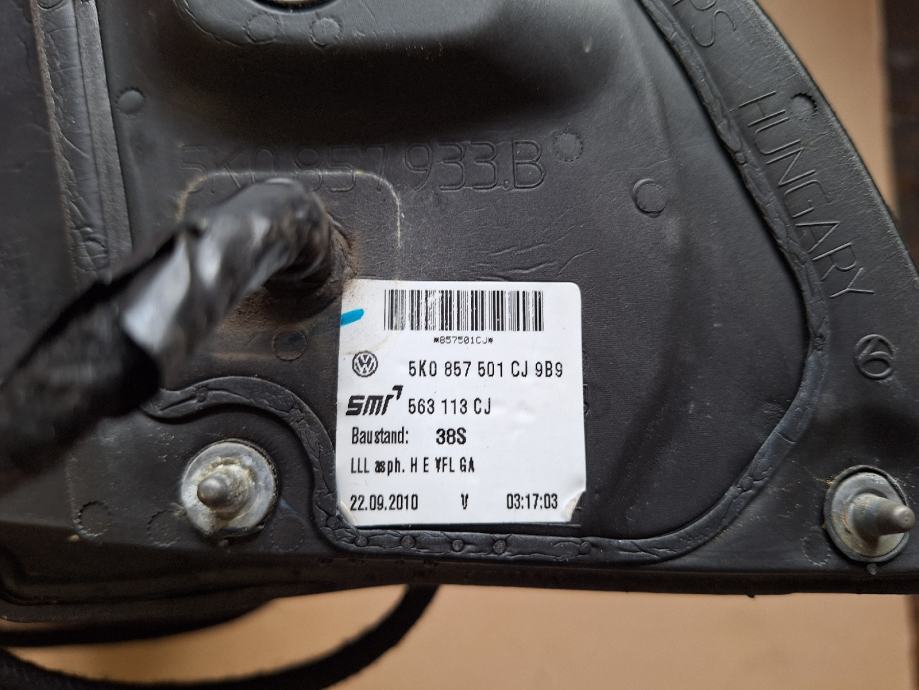 PS HUNGARY
5K0 857 933.B
*857501CJ*
5K0 857 501 CJ 9B9
smr 563 113 CJ
Baustand: 38S
LLL asph. H E VFL GA
22.09.2010 V 03:17:03